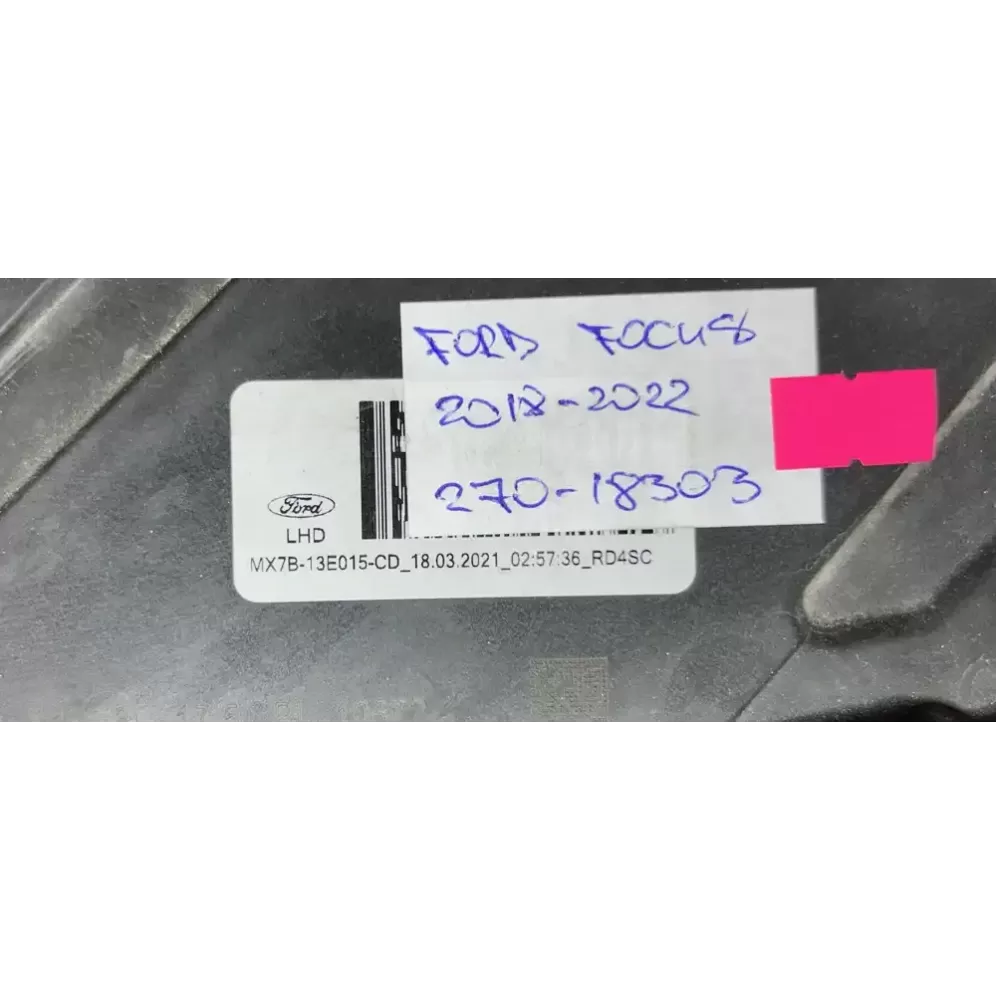 FORD FOCUS
2018-2022
270-18303
Ford
LHD
MX7B-13E015-CD_18.03.2021_02:57:36_RD4SC